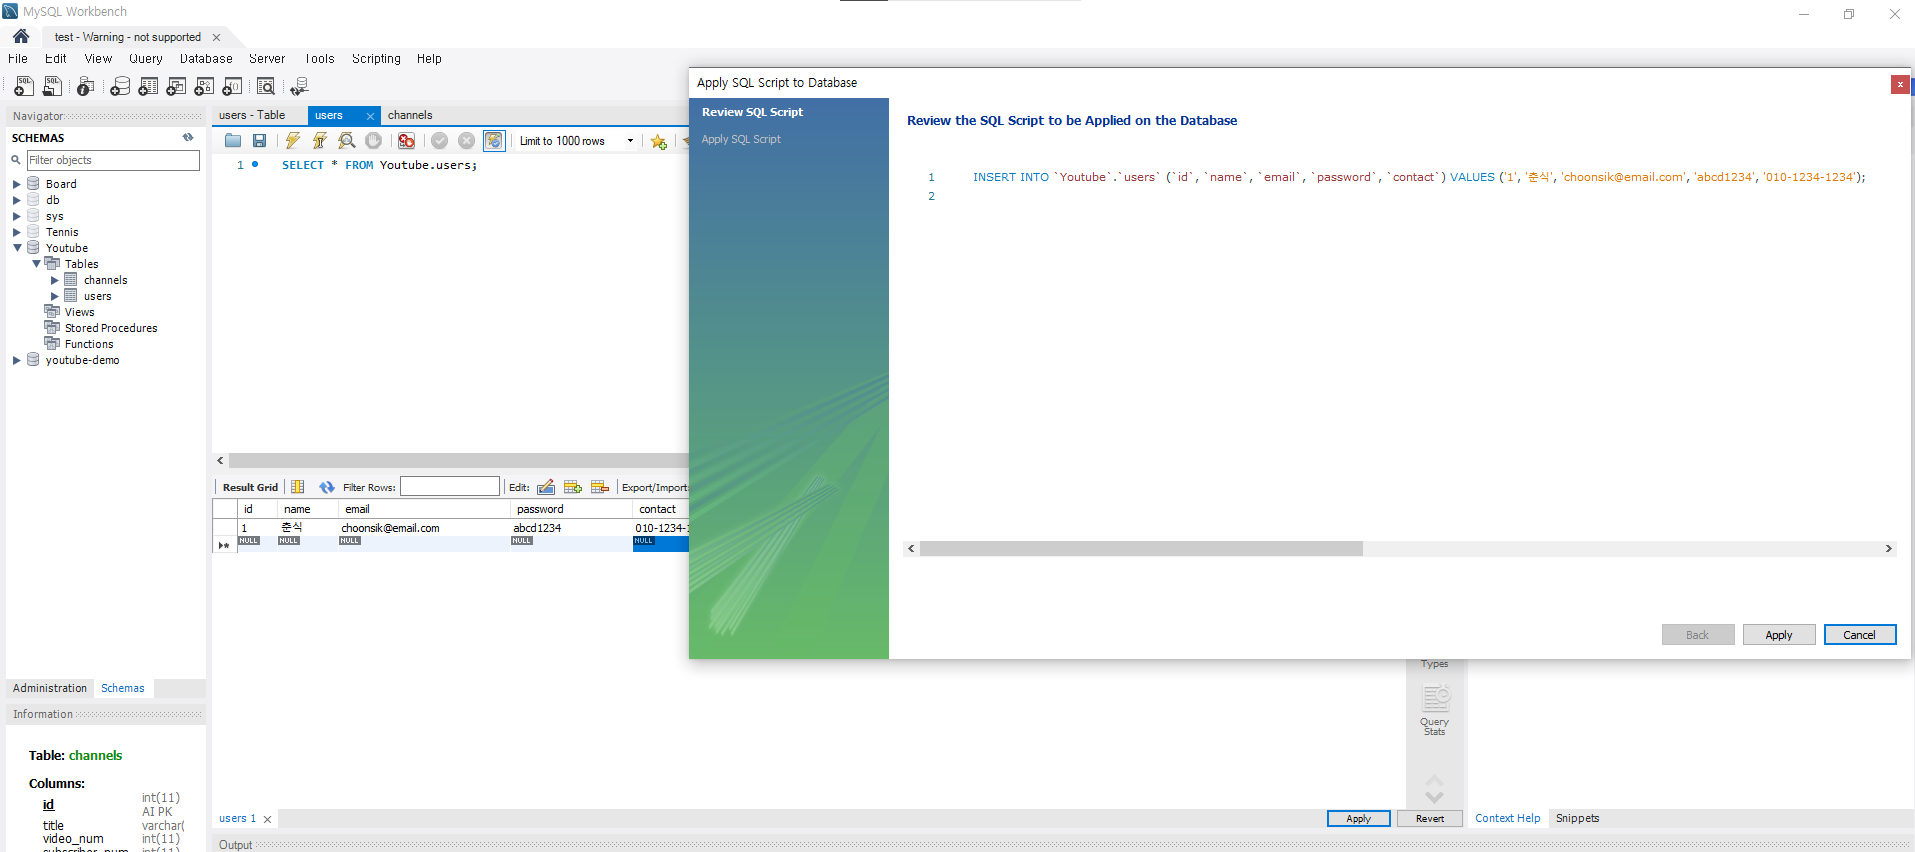 MySQL Workbench
test - Warning - not supported
File Edit View Query Database Server Tools Scripting Help
Navigator
SCHEMAS
Filter objects
Board
db
sys
Tennis
Youtube
Tables
channels
users
Views
Stored Procedures
Functions
youtube-demo
Administration Schemas
Information
Table: channels
Columns:
id int(11)
AI PK
title varchar(
video_num int(11)
subscriber_num int(11)
users - Table users channels
Limit to 1000 rows
1 SELECT * FROM Youtube.users;
Result Grid Filter Rows: Edit: Export/Import:
id name email password contact
1 춘식 choonsik@email.com abcd1234 010-1234-1
NULL NULL NULL NULL NULL
users 1
Apply Revert
Output
Types
Query
Stats
Context Help Snippets
Apply SQL Script to Database
Review SQL Script
Apply SQL Script
Review the SQL Script to be Applied on the Database
1 INSERT INTO `Youtube`.`users` (`id`, `name`, `email`, `password`, `contact`) VALUES ('1', '춘식', 'choonsik@email.com', 'abcd1234', '010-1234-1234');
2
Back Apply Cancel